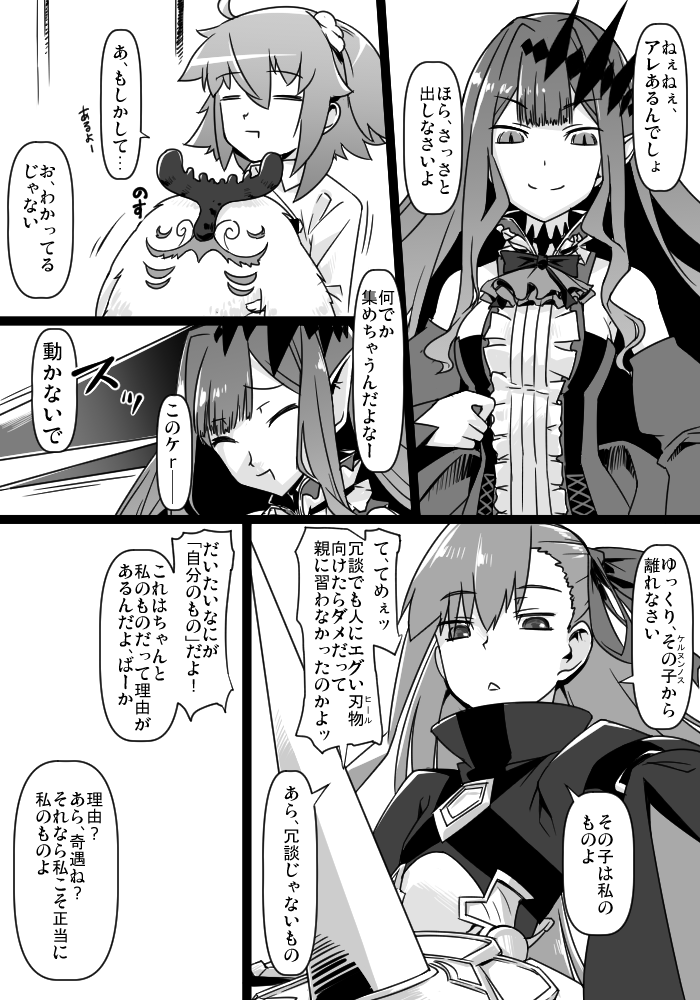 ねぇねぇ、
アレあるんでしょ
ほら、さっさと
出しなさいよ
あ、もしかして…
あるよー
のす
お、わかってる
じゃない
何でか
集めちゃうんだよなー
このケｒ――
スッ
動かないで
ゆっくり、その子から
ケルヌンノス
離れなさい
その子は私の
ものよ
て、てめぇッ
冗談でも人にエグい刃物
ヒール
向けたらダメだって
親に習わなかったのかよッ
あら、冗談じゃないもの
だいたいなにが
「自分のもの」だよ！
これはちゃんと
私のものだって理由が
あるんだよ、ばーか
理由？
あら、奇遇ね？
それなら私こそ正当に
私のものよ